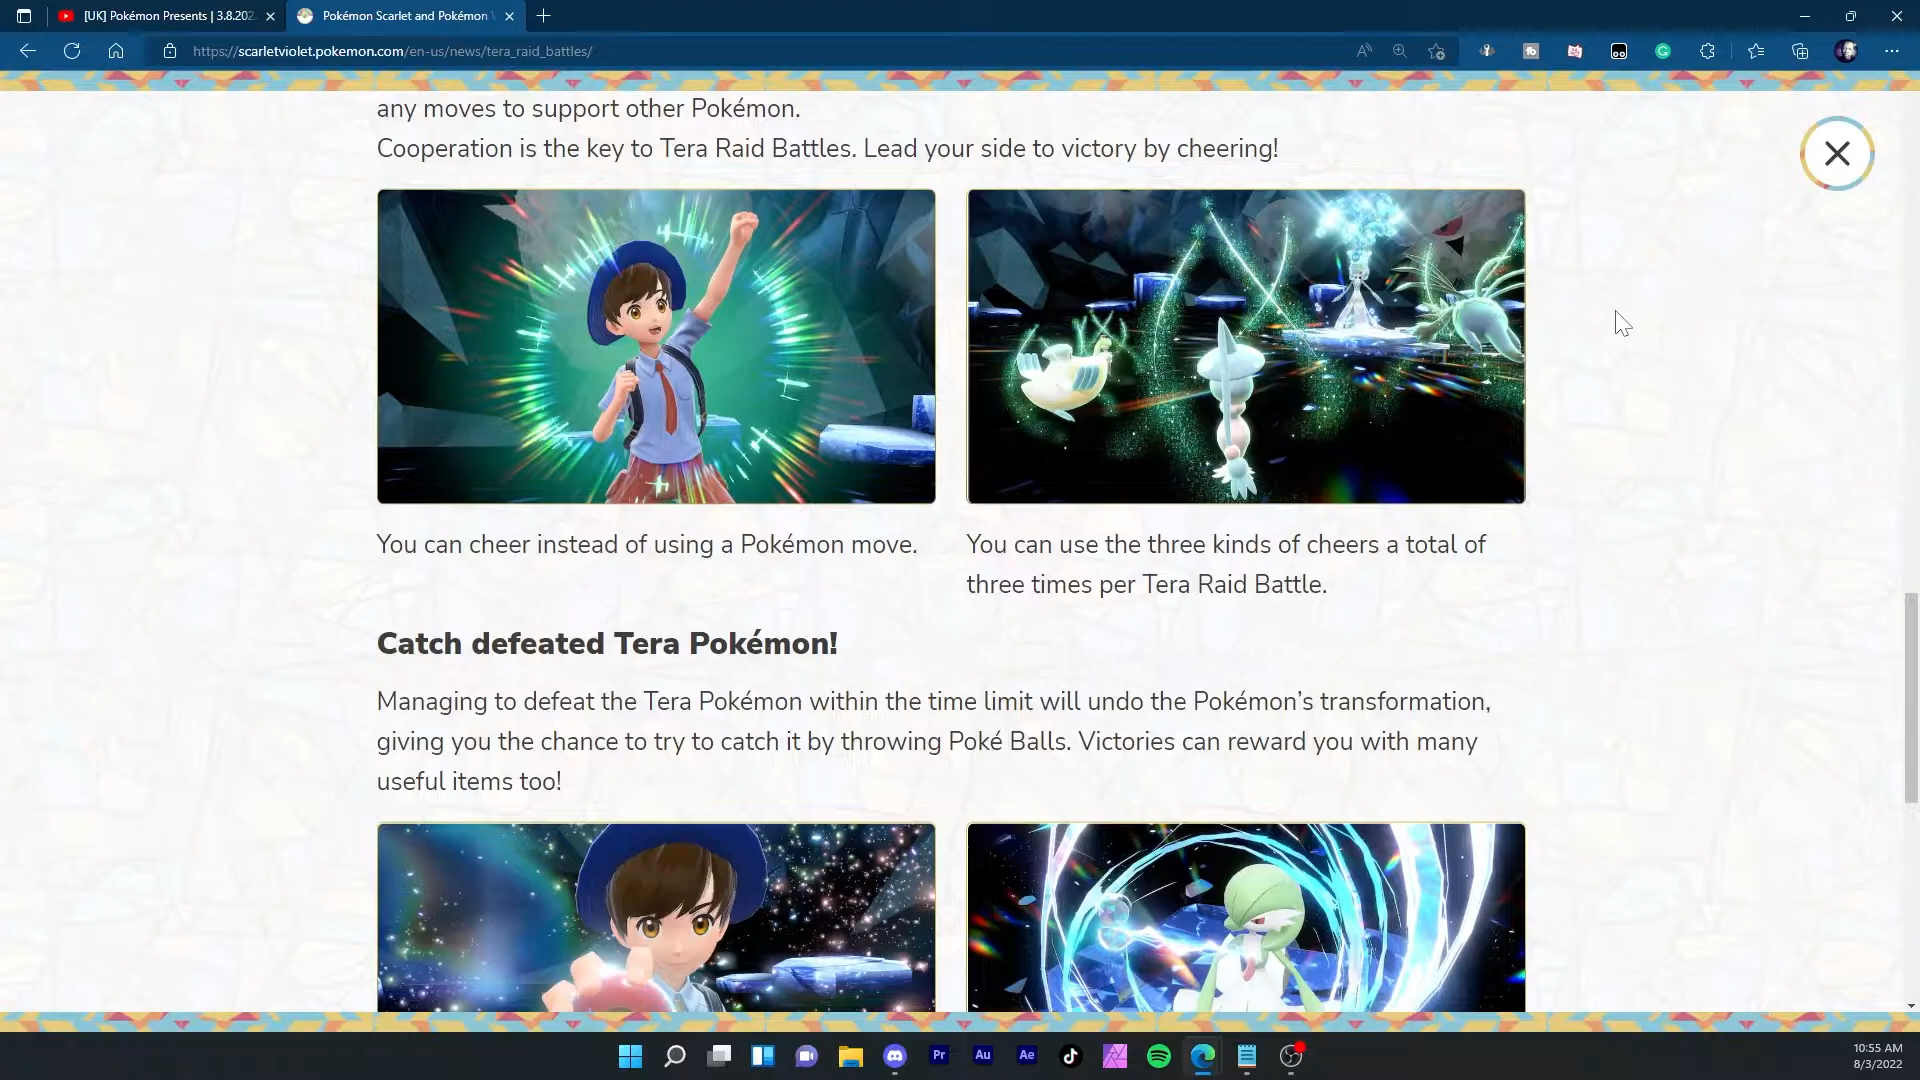 [UK] Pokémon Presents | 3.8.202
Pokémon Scarlet and Pokémon V
https://scarletviolet.pokemon.com/en-us/news/tera_raid_battles/
any moves to support other Pokémon.
Cooperation is the key to Tera Raid Battles. Lead your side to victory by cheering!
You can cheer instead of using a Pokémon move.
You can use the three kinds of cheers a total of
three times per Tera Raid Battle.
Catch defeated Tera Pokémon!
Managing to defeat the Tera Pokémon within the time limit will undo the Pokémon’s transformation,
giving you the chance to try to catch it by throwing Poké Balls. Victories can reward you with many
useful items too!
Pr
Au
Ae
10:55 AM
8/3/2022